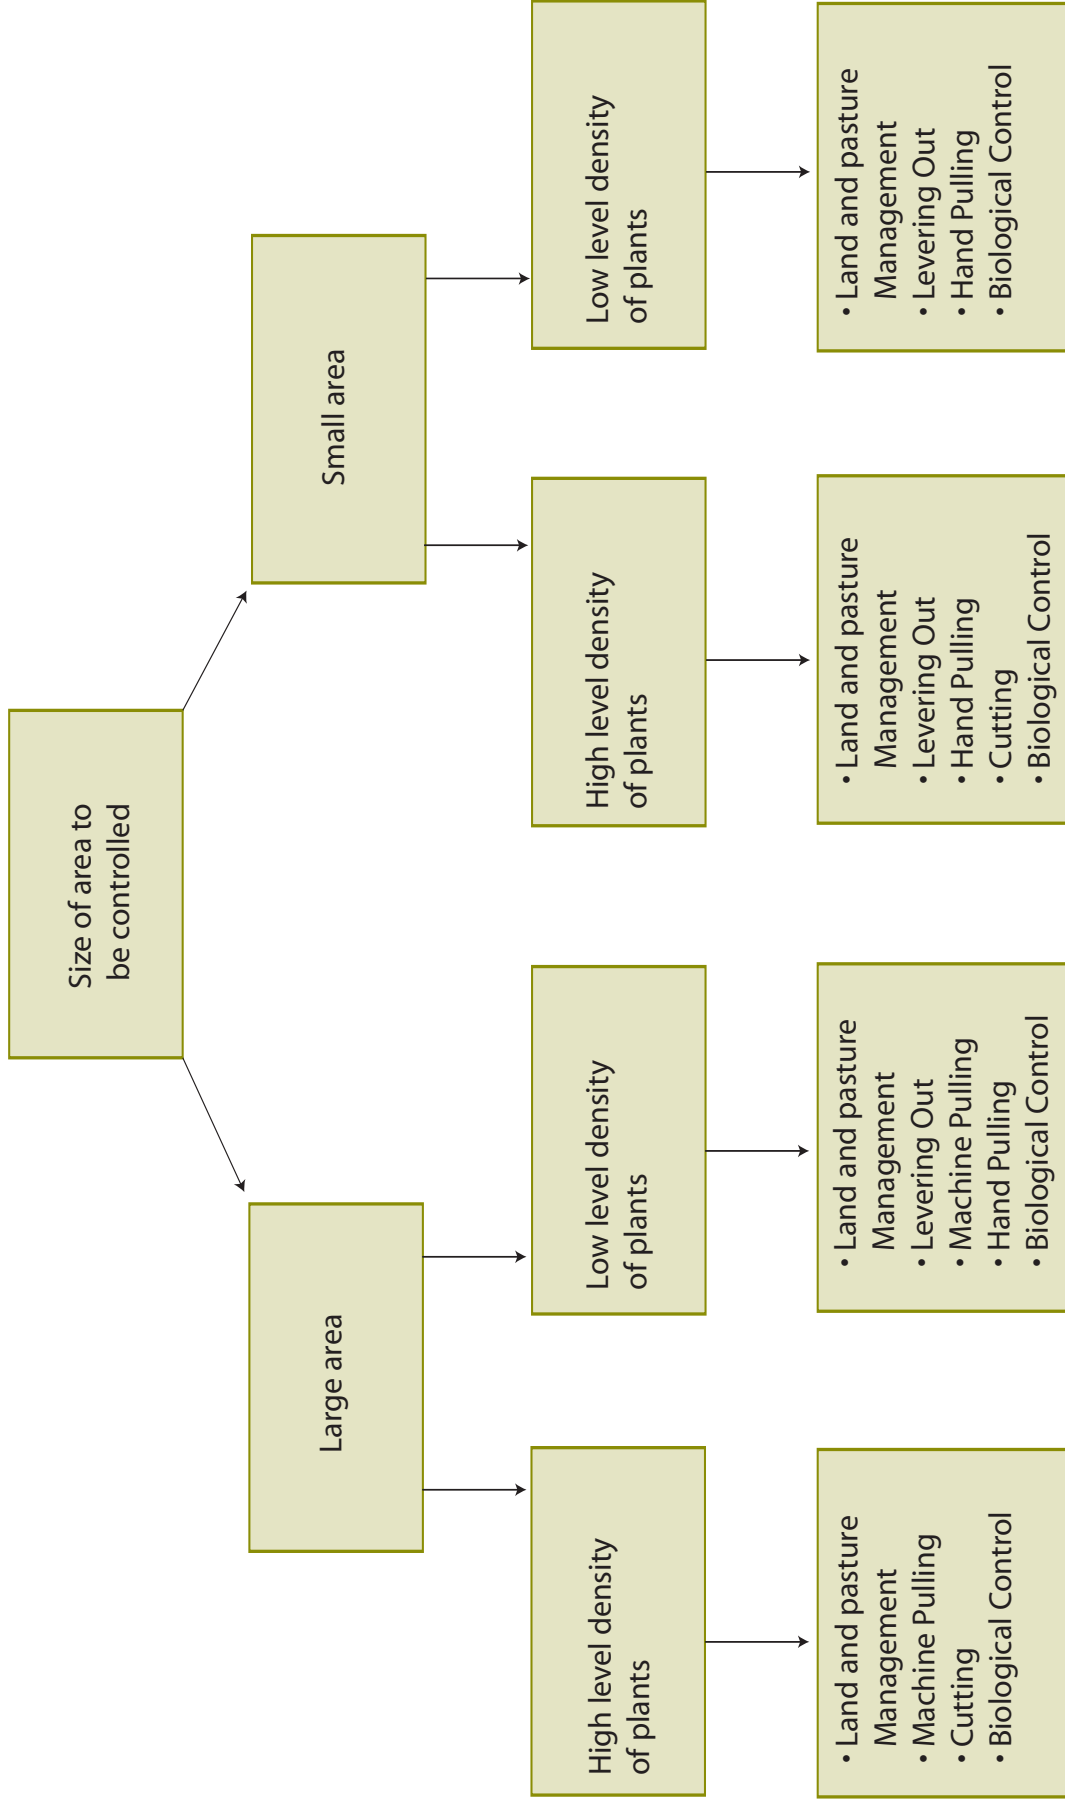 Size of area to
be controlled
Large area
Small area
High level density
of plants
Low level density
of plants
High level density
of plants
Low level density
of plants
• Land and pasture
Management
• Machine Pulling
• Cutting
• Biological Control
• Land and pasture
Management
• Levering Out
• Machine Pulling
• Hand Pulling
• Biological Control
• Land and pasture
Management
• Levering Out
• Hand Pulling
• Cutting
• Biological Control
• Land and pasture
Management
• Levering Out
• Hand Pulling
• Biological Control